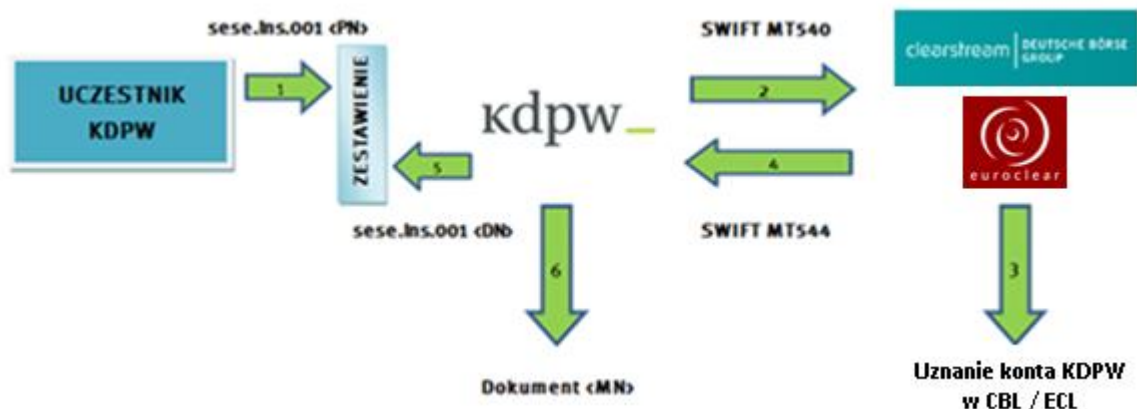 sese.ins.001 <PN>
SWIFT MT540
clearstream
DEUTSCHE BÖRSE
GROUP
UCZESTNIK
KDPW
1
ZESTAWIENIE
kdpw_
2
5
4
euroclear
sese.ins.001 <DN>
SWIFT MT544
6
3
Dokument <MN>
Uznanie konta KDPW
w CBL / ECL